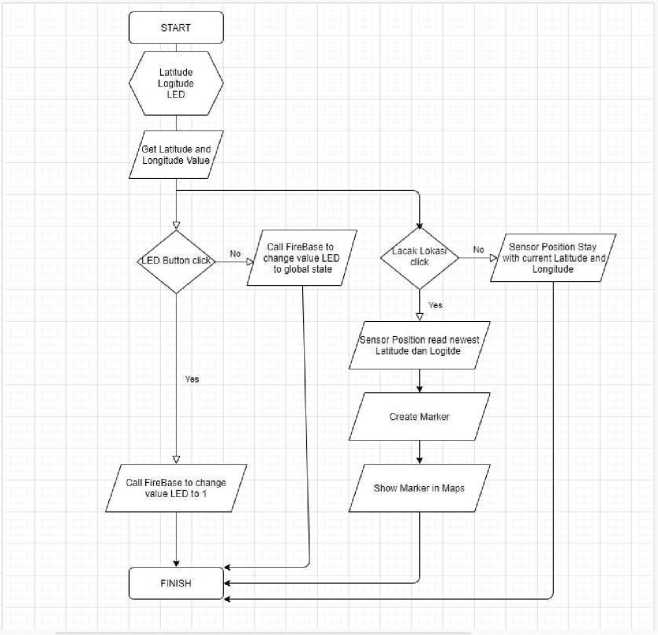 START
Latitude
Logitude
LED
Get Latitude and
Longitude Value
LED Button click
No
Call FireBase to
change value LED
to global state
Lacak Lokasi
click
No
Sensor Position Stay
with current Latitude and
Longitude
Yes
Sensor Position read newest
Latitude dan Logitde
Yes
Create Marker
Call FireBase to change
value LED to 1
Show Marker in Maps
FINISH